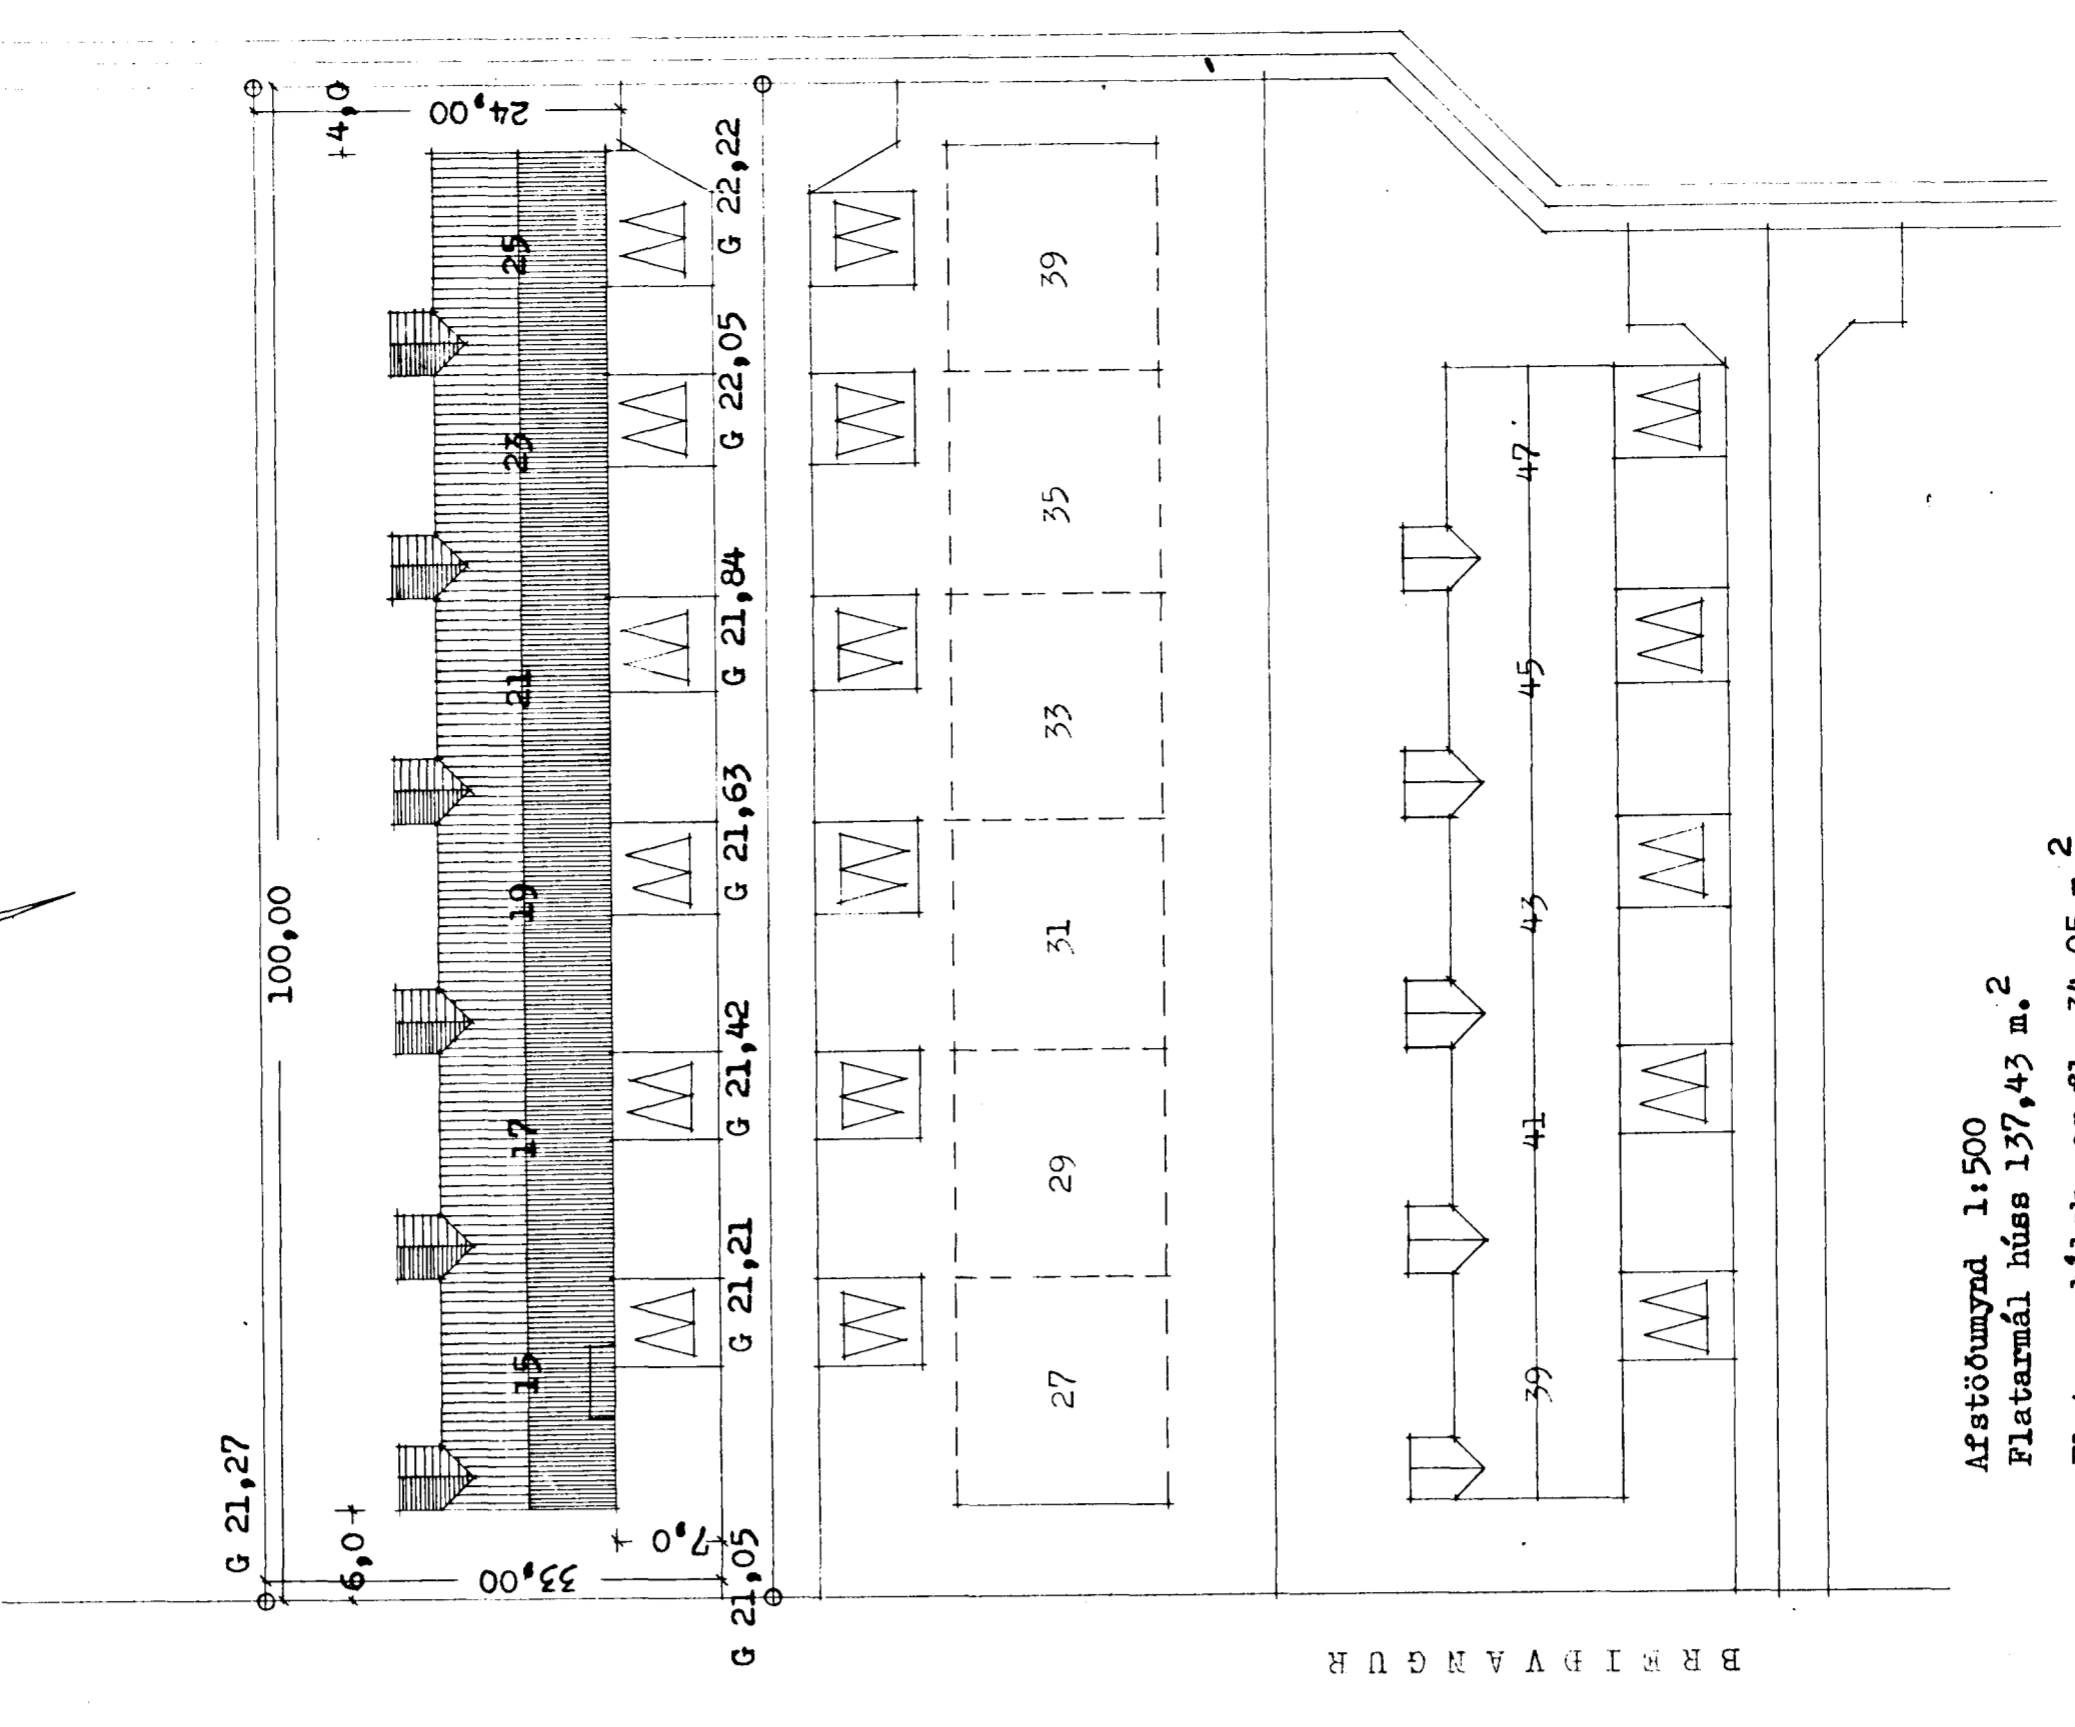 4,0
24,00
100,00
6,0
33,00
7,0
G 21,27
G 21,05
G 21,21
G 21,42
G 21,63
G 21,84
G 22,05
G 22,22
15
17
19
21
23
25
27
29
31
33
35
39
39
41
43
45
47
BREIÐVANGUR
Afstöðumynd 1:500
Flatarmál húss 137,43 m.2